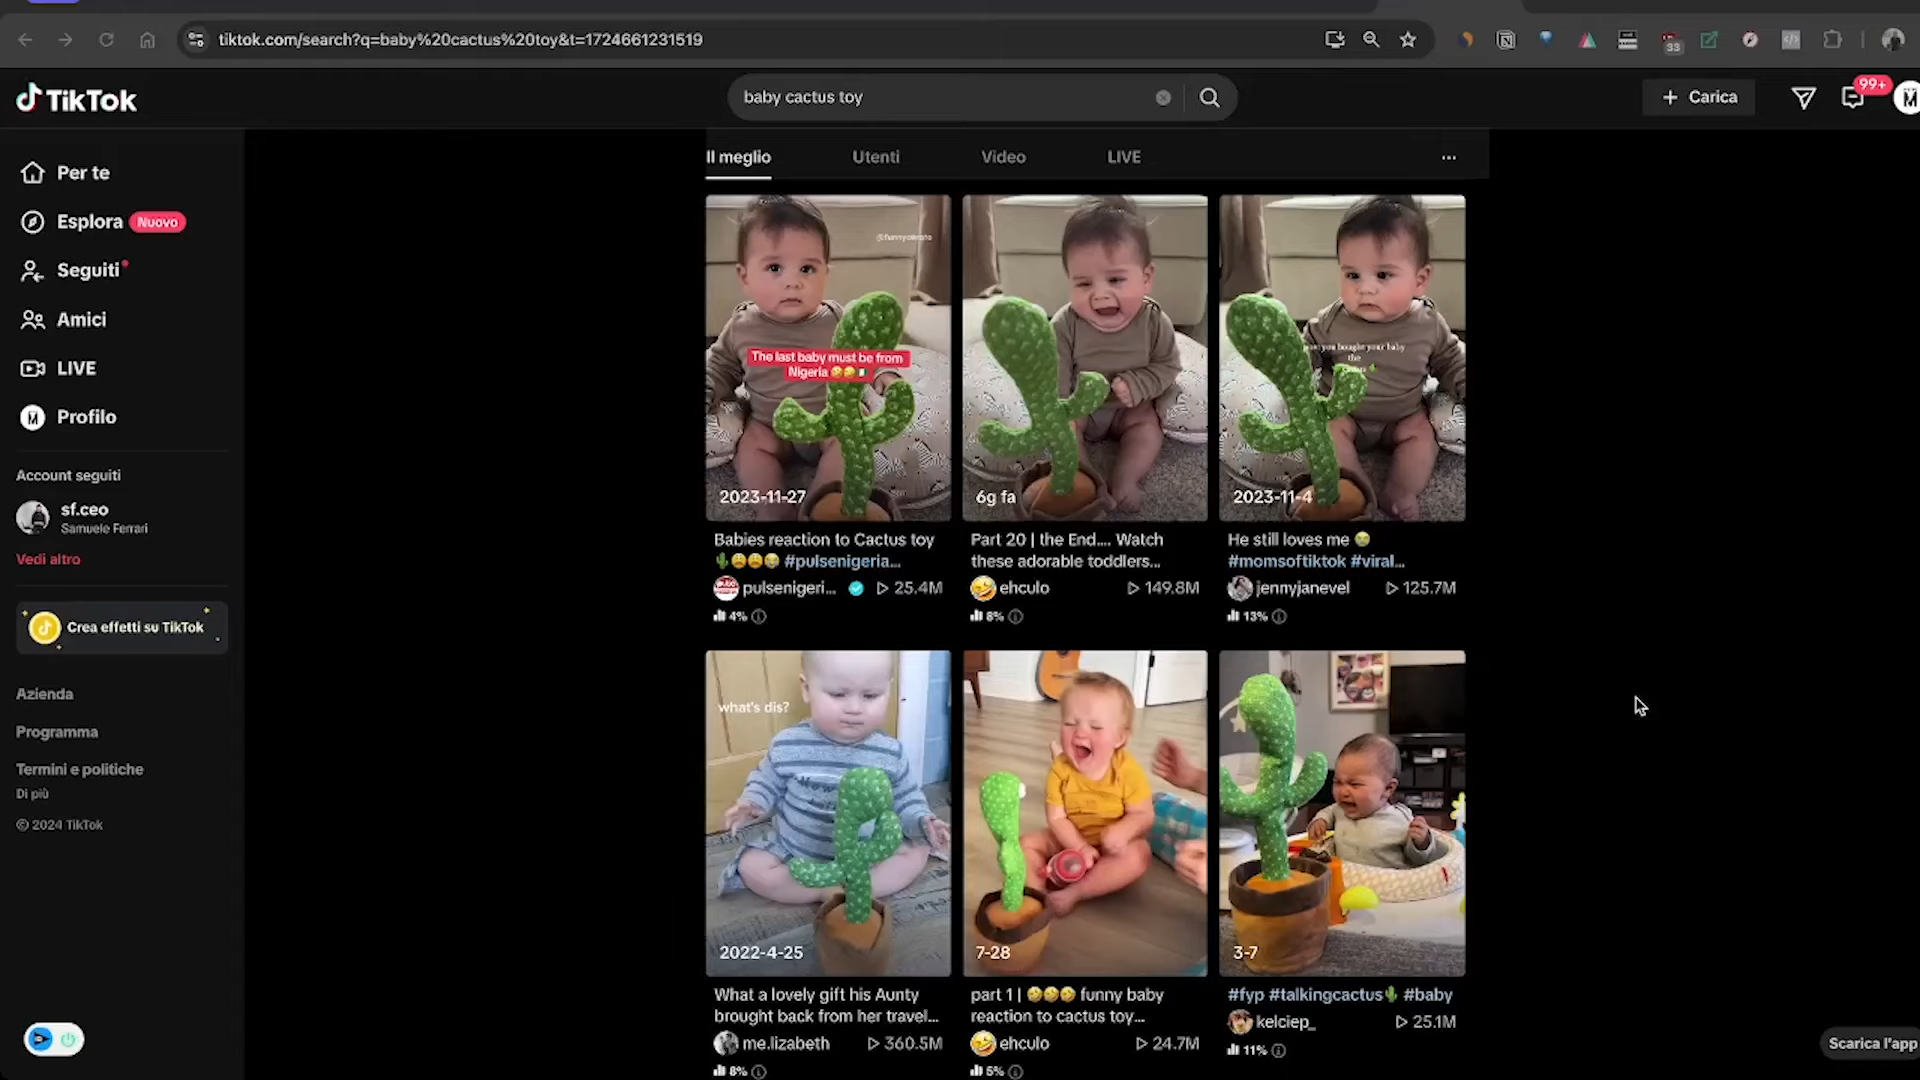 tiktok.com/search?q=baby%20cactus%20toy&t=1724661231519
33
TikTok
baby cactus toy
+ Carica
99+
Per te
Esplora Nuovo
Seguiti
Amici
LIVE
Profilo
Account seguiti
sf.ceo
Samuele Ferrari
Vedi altro
Crea effetti su TikTok
Azienda
Programma
Termini e politiche
Di più
© 2024 TikTok
Il meglio Utenti Video LIVE ...
The last baby must be from
Nigeria 🤣🤣🇳🇬
2023-11-27
Babies reaction to Cactus toy
🌵😩😩😭 #pulsenigeria...
pulsenigeri... 25.4M
4%
6g fa
Part 20 | the End.... Watch
these adorable toddlers...
ehculo 149.8M
8%
you bought your baby
the
2023-11-4
He still loves me 😭
#momsoftiktok #viral...
jennyjanevel 125.7M
13%
what's dis?
2022-4-25
What a lovely gift his Aunty
brought back from her travel...
me.lizabeth 360.5M
8%
7-28
part 1 | 🤣🤣🤣 funny baby
reaction to cactus toy...
ehculo 24.7M
5%
3-7
#fyp #talkingcactus🌵 #baby
kelciep_ 25.1M
11%
Scarica l'app